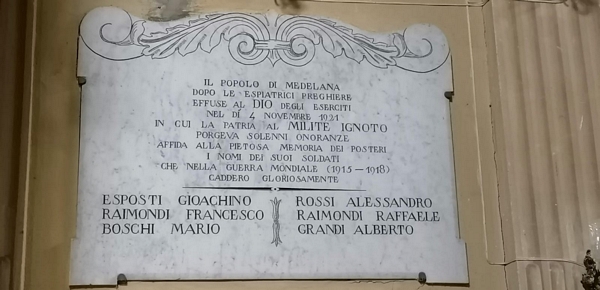 IL POPOLO DI MEDELANA
DOPO LE ESPIATRICI PREGHIERE
EFFUSE AL DIO DEGLI ESERCITI
NEL DÌ 4 NOVEMBRE 1921
IN CUI LA PATRIA AL MILITE IGNOTO
PORGEVA SOLENNI ONORANZE
AFFIDA ALLA PIETOSA MEMORIA DEI POSTERI
I NOMI DEI SUOI SOLDATI
CHE NELLA GUERRA MONDIALE (1915-1918)
CADDERO GLORIOSAMENTE
ESPOSTI GIOACHINO
RAIMONDI FRANCESCO
BOSCHI MARIO
ROSSI ALESSANDRO
RAIMONDI RAFFAELE
GRANDI ALBERTO